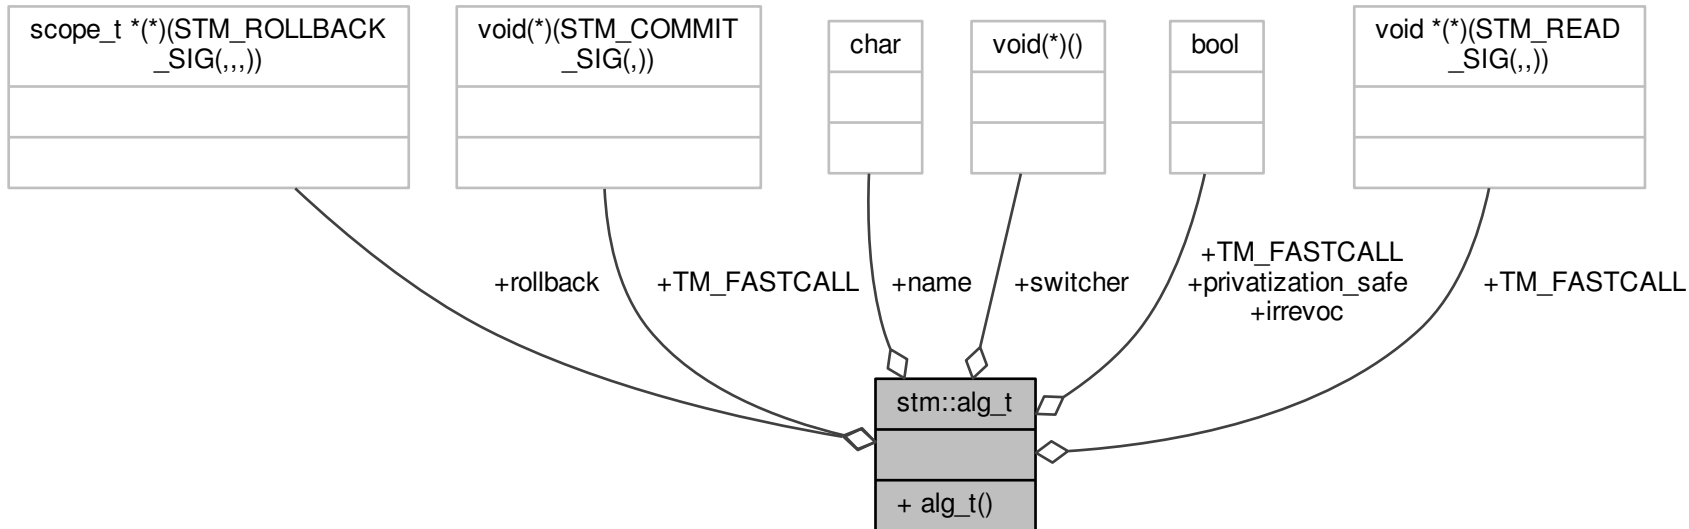 scope_t *(*)(STM_ROLLBACK
_SIG(,,,))
void(*)(STM_COMMIT
_SIG(,))
char
void(*)()
bool
void *(*)(STM_READ
_SIG(,,))
+rollback
+TM_FASTCALL
+name
+switcher
+TM_FASTCALL
+privatization_safe
+irrevoc
+TM_FASTCALL
stm::alg_t
+ alg_t()